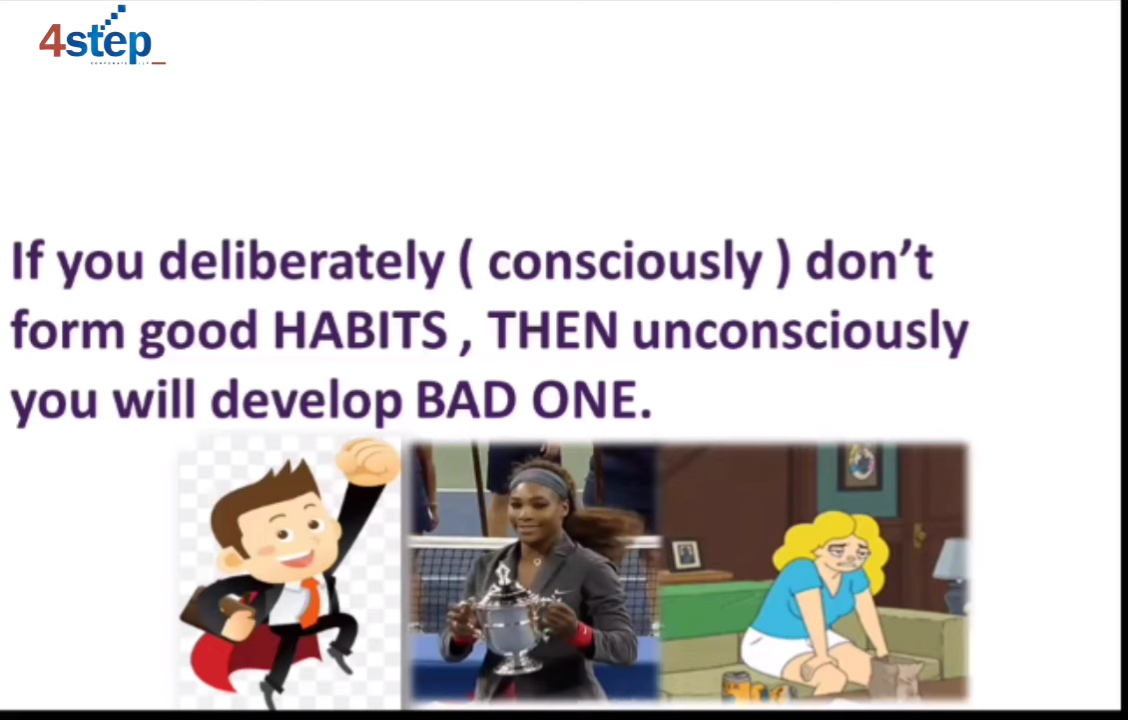 4step
If you deliberately ( consciously ) don’t
form good HABITS , THEN unconsciously
you will develop BAD ONE.